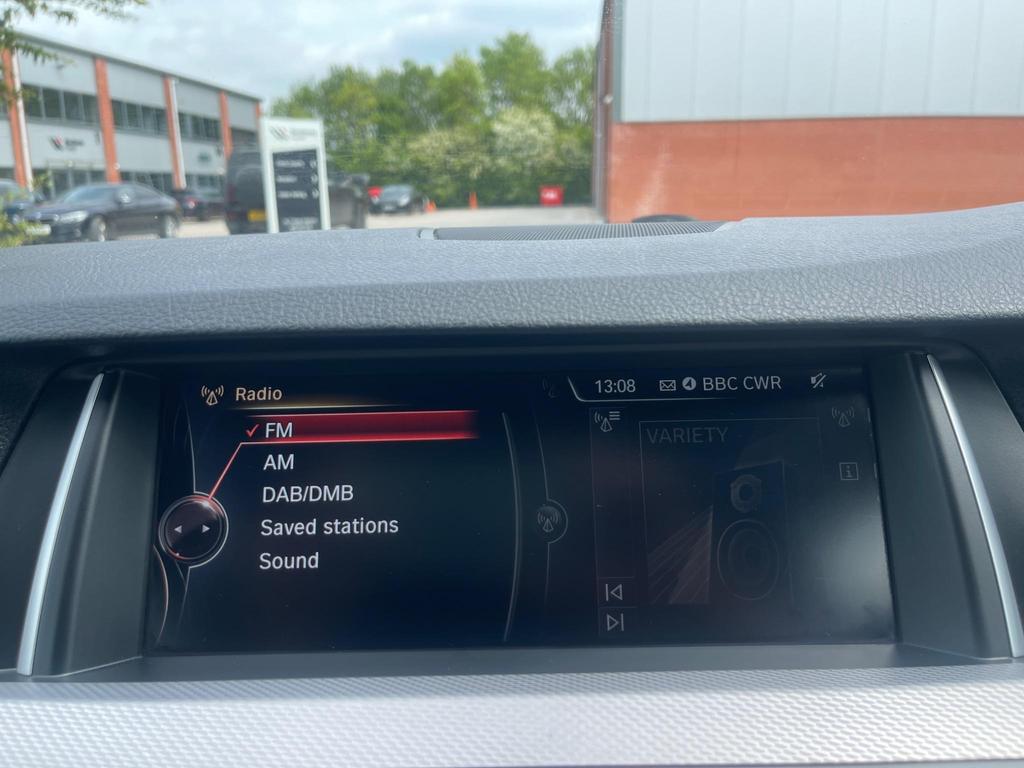 Radio
13:08 BBC CWR
FM
AM
DAB/DMB
Saved stations
Sound
VARIETY